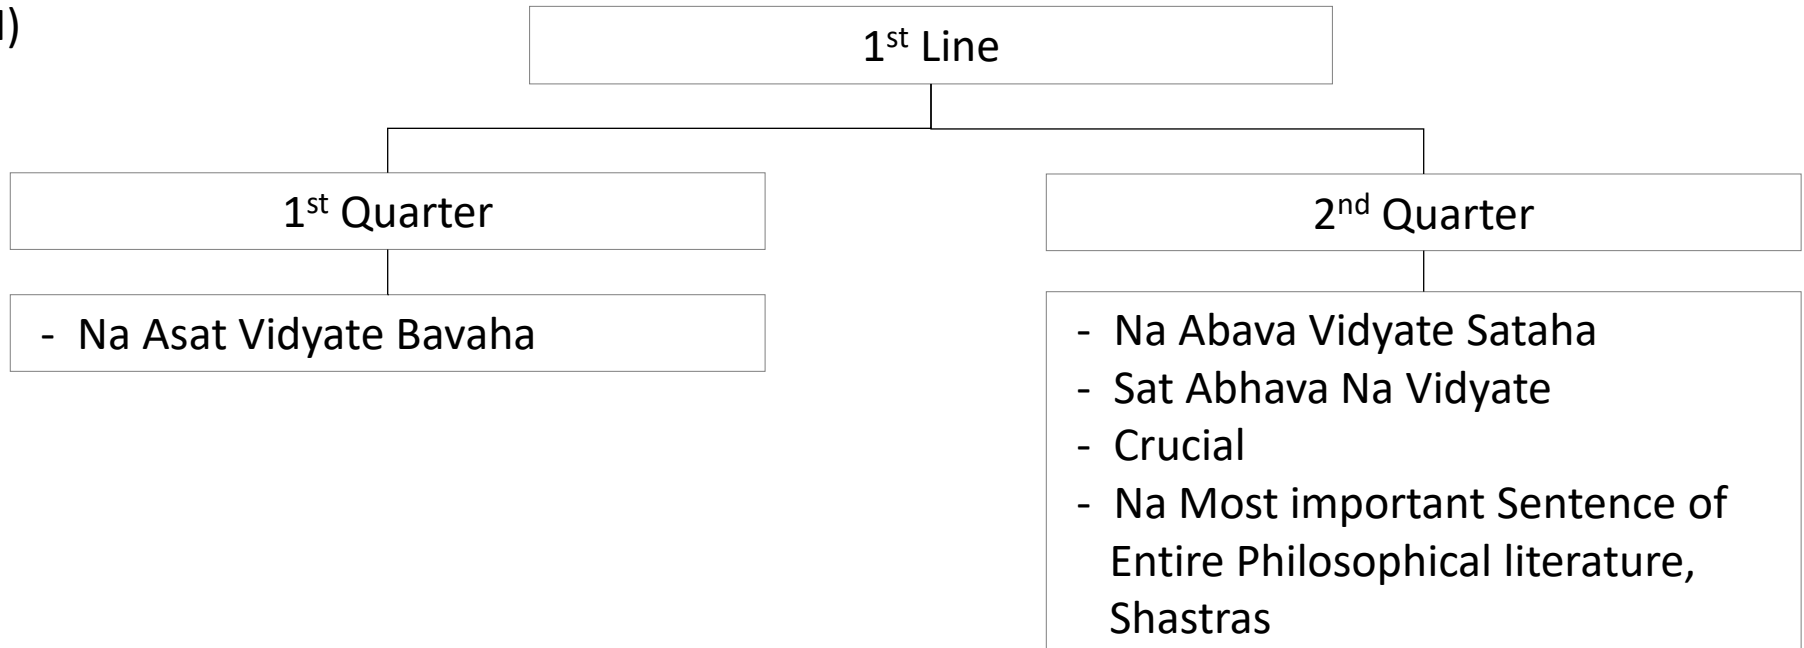 1st Line
1st Quarter
2nd Quarter
- Na Asat Vidyate Bavaha
- Na Abava Vidyate Sataha
- Sat Abhava Na Vidyate
- Crucial
- Na Most important Sentence of
Entire Philosophical literature,
Shastras